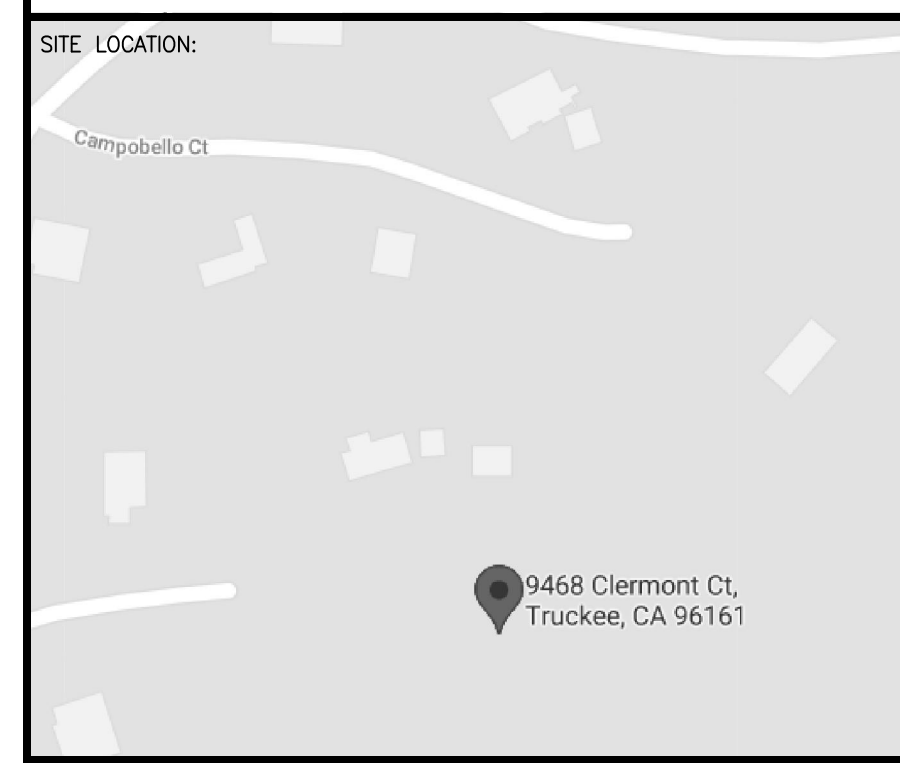 SITE LOCATION:
Campobello Ct
9468 Clermont Ct,
Truckee, CA 96161